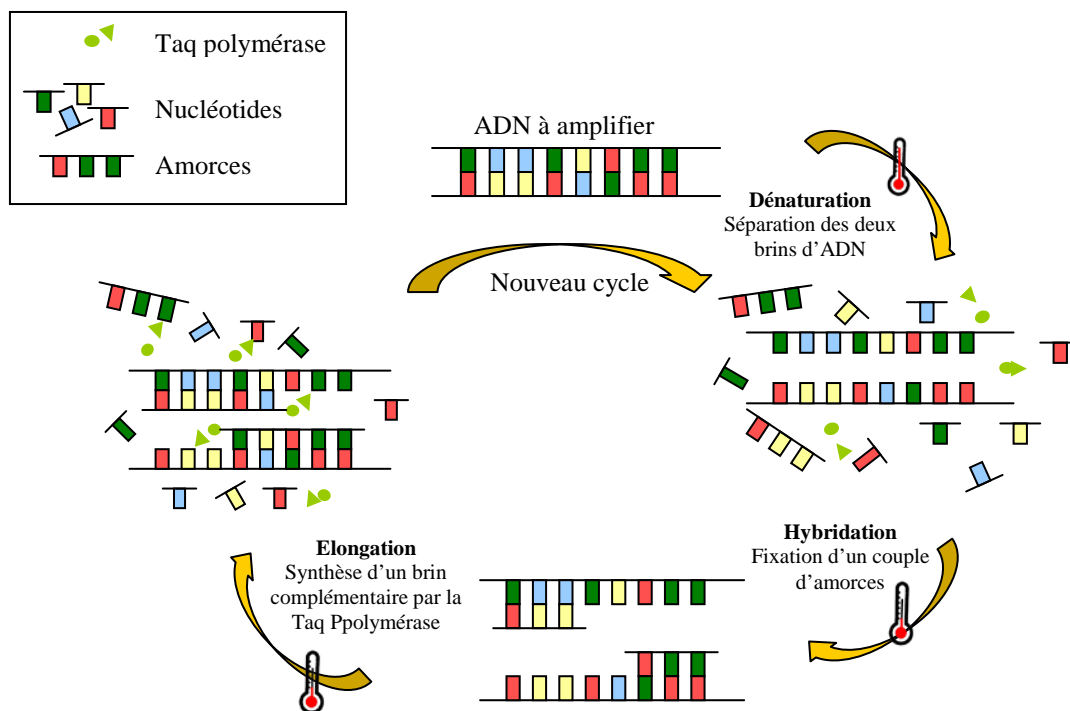 Taq polymérase
Nucléotides
Amorces
ADN à amplifier
Dénaturation
Séparation des deux
brins d'ADN
Nouveau cycle
Hybridation
Fixation d'un couple
d'amorces
Elongation
Synthèse d'un brin
complémentaire par la
Taq Ppolymérase